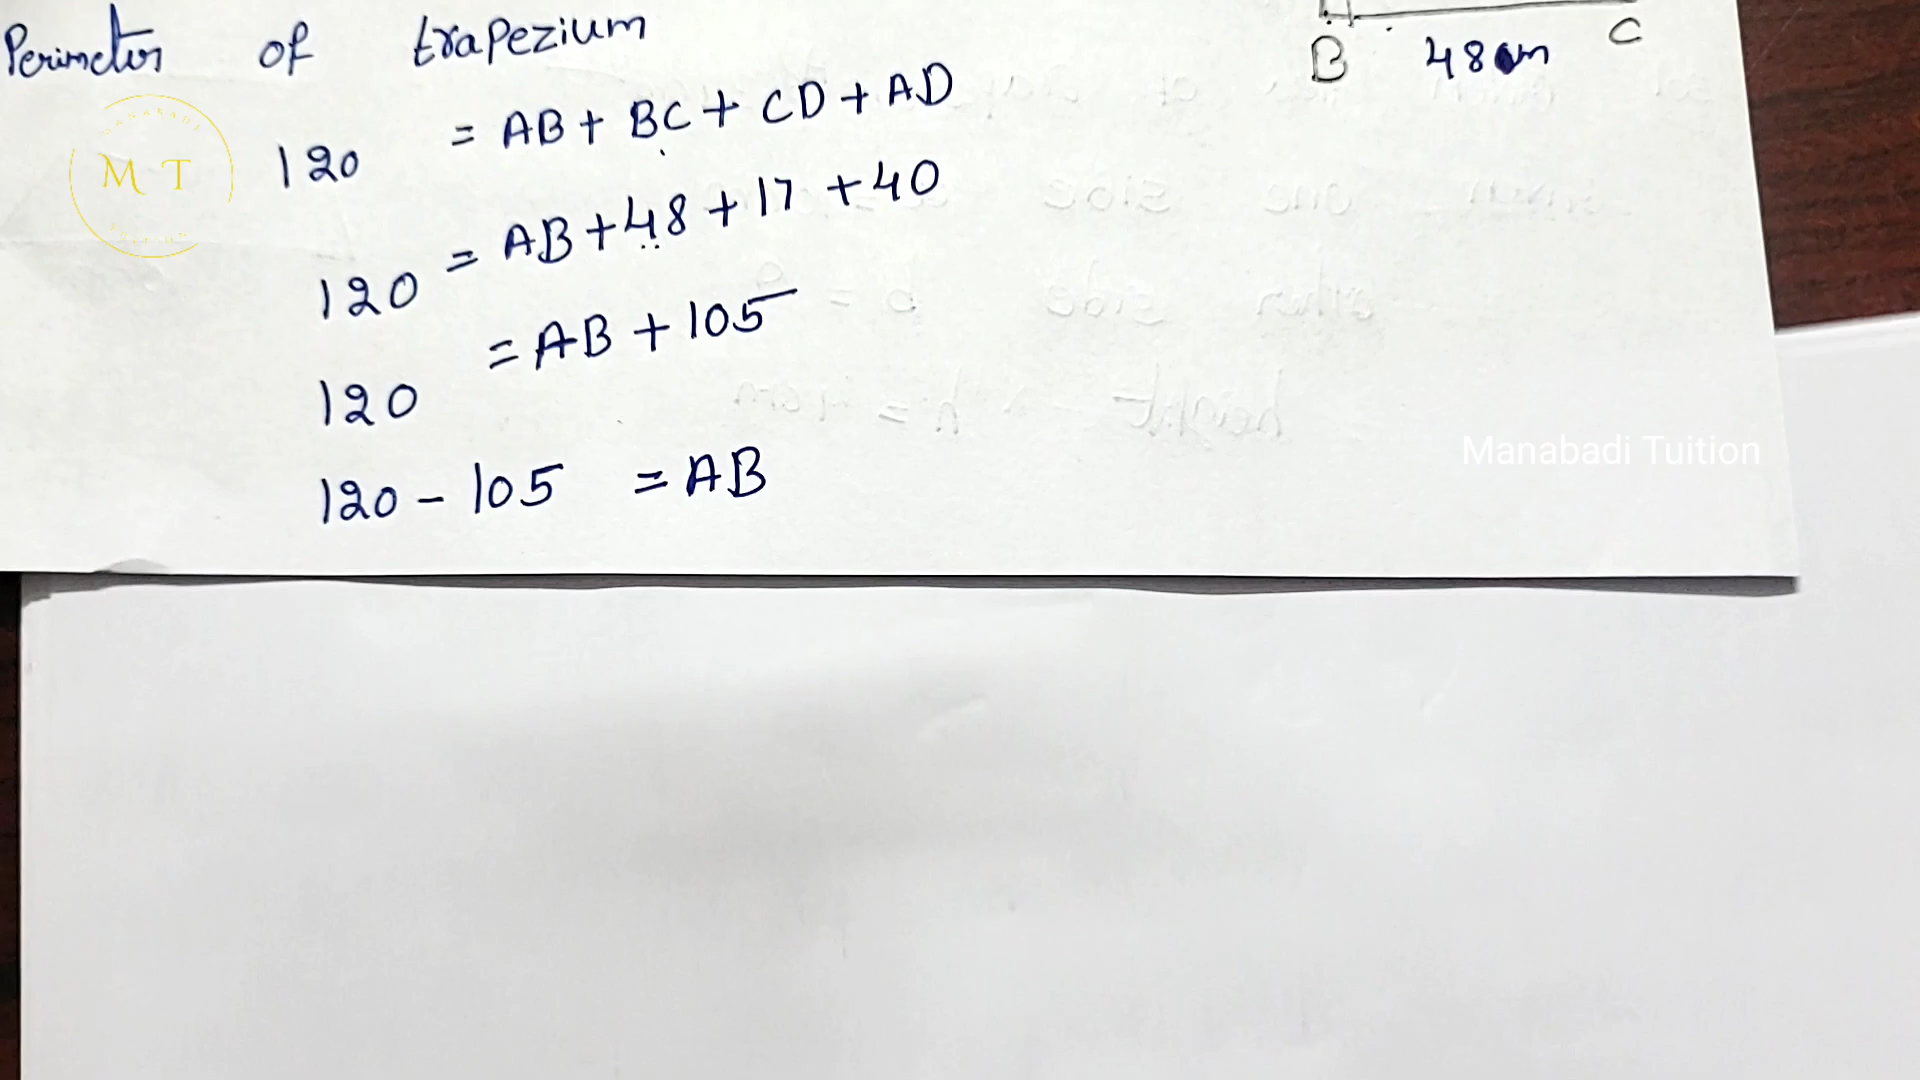 Perimeter of trapezium
120 = AB + BC + CD + AD
120 = AB + 48 + 17 + 40
120 = AB + 105
120 - 105 = AB
B 48cm C
M T
Manabadi Tuition